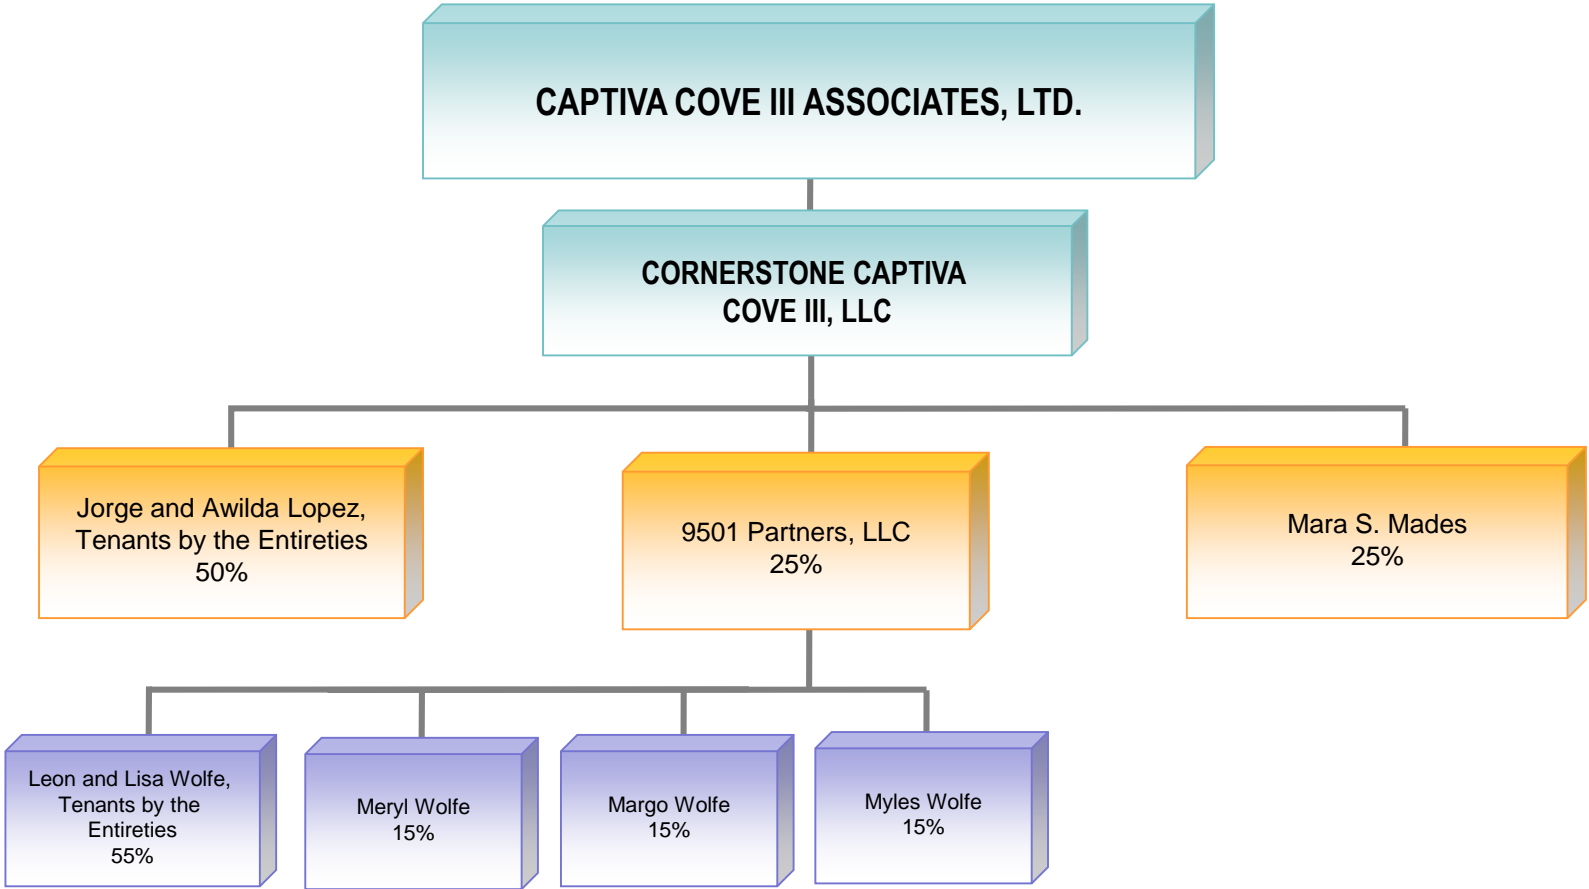 CAPTIVA COVE III ASSOCIATES, LTD.
CORNERSTONE CAPTIVA
COVE III, LLC
Jorge and Awilda Lopez,
Tenants by the Entireties
50%
9501 Partners, LLC
25%
Mara S. Mades
25%
Leon and Lisa Wolfe,
Tenants by the
Entireties
55%
Meryl Wolfe
15%
Margo Wolfe
15%
Myles Wolfe
15%